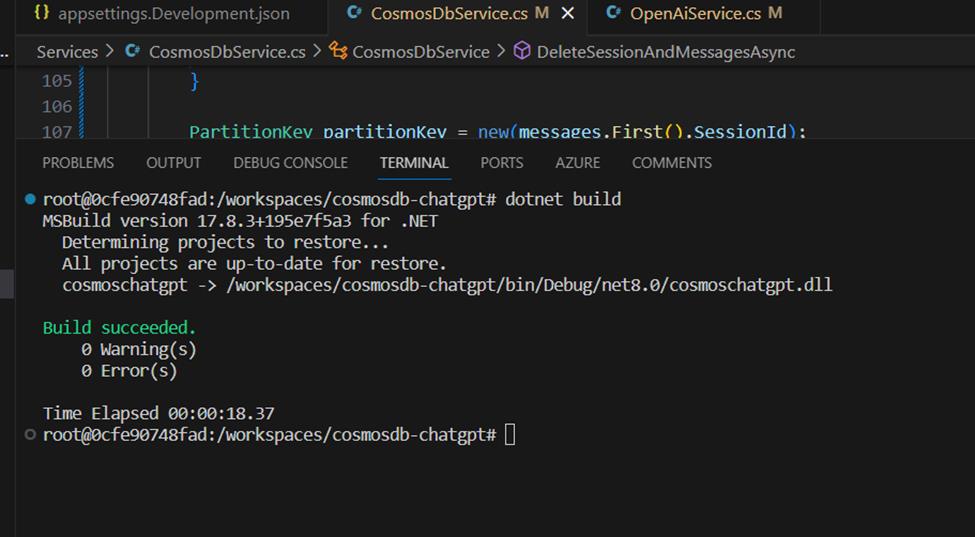 {} appsettings.Development.json C# CosmosDbService.cs M × C# OpenAiService.cs M
.. Services > C# CosmosDbService.cs > CosmosDbService > DeleteSessionAndMessagesAsync
105 }
106
107 PartitionKey partitionKey = new(messages.First().SessionId);
PROBLEMS OUTPUT DEBUG CONSOLE TERMINAL PORTS AZURE COMMENTS
root@0cfe90748fad:/workspaces/cosmosdb-chatgpt# dotnet build
MSBuild version 17.8.3+195e7f5a3 for .NET
Determining projects to restore...
All projects are up-to-date for restore.
cosmoschatgpt -> /workspaces/cosmosdb-chatgpt/bin/Debug/net8.0/cosmoschatgpt.dll
Build succeeded.
0 Warning(s)
0 Error(s)
Time Elapsed 00:00:18.37
root@0cfe90748fad:/workspaces/cosmosdb-chatgpt#